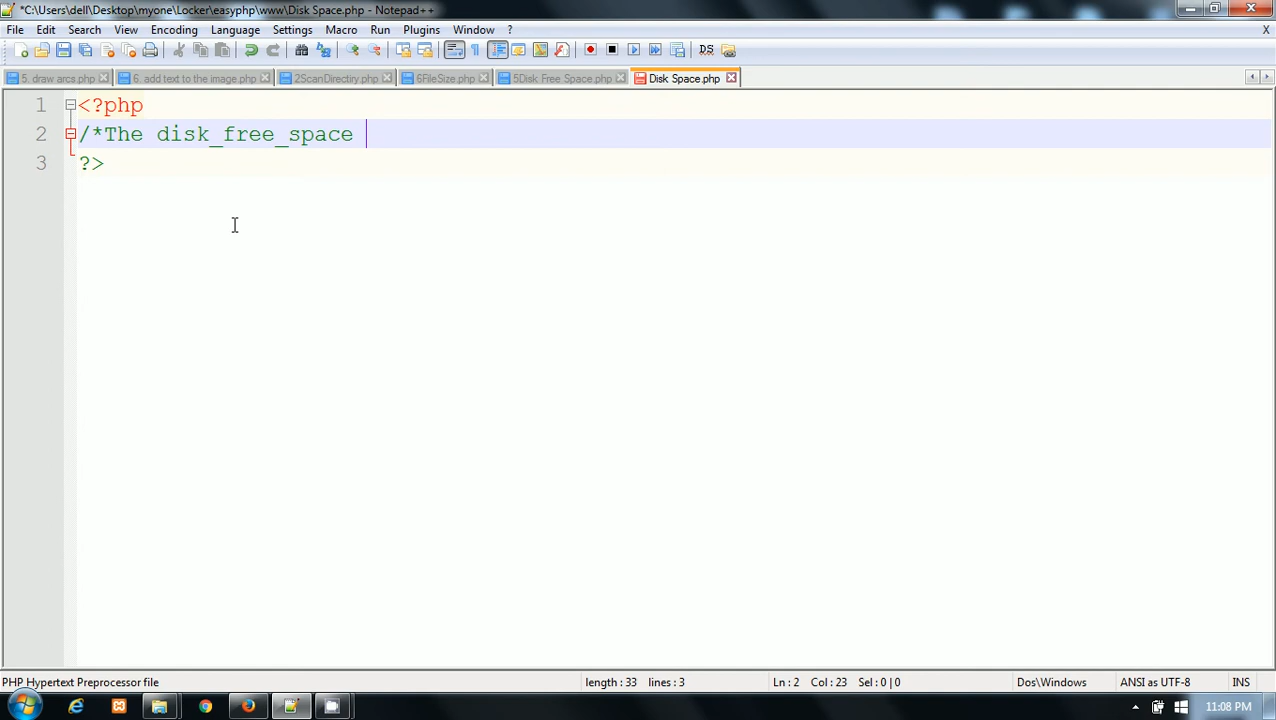 *C:\Users\dell\Desktop\myone\Locker\easyphp\www\Disk Space.php - Notepad++
File Edit Search View Encoding Language Settings Macro Run Plugins Window ? X
5. draw arcs.php 6. add text to the image.php 2ScanDirectiry.php 6FileSize.php 5Disk Free Space.php Disk Space.php
1 <?php
2 /*The disk_free_space
3 ?>
PHP Hypertext Preprocessor file length : 33 lines : 3 Ln : 2 Col : 23 Sel : 0 | 0 Dos\Windows ANSI as UTF-8 INS
11:08 PM